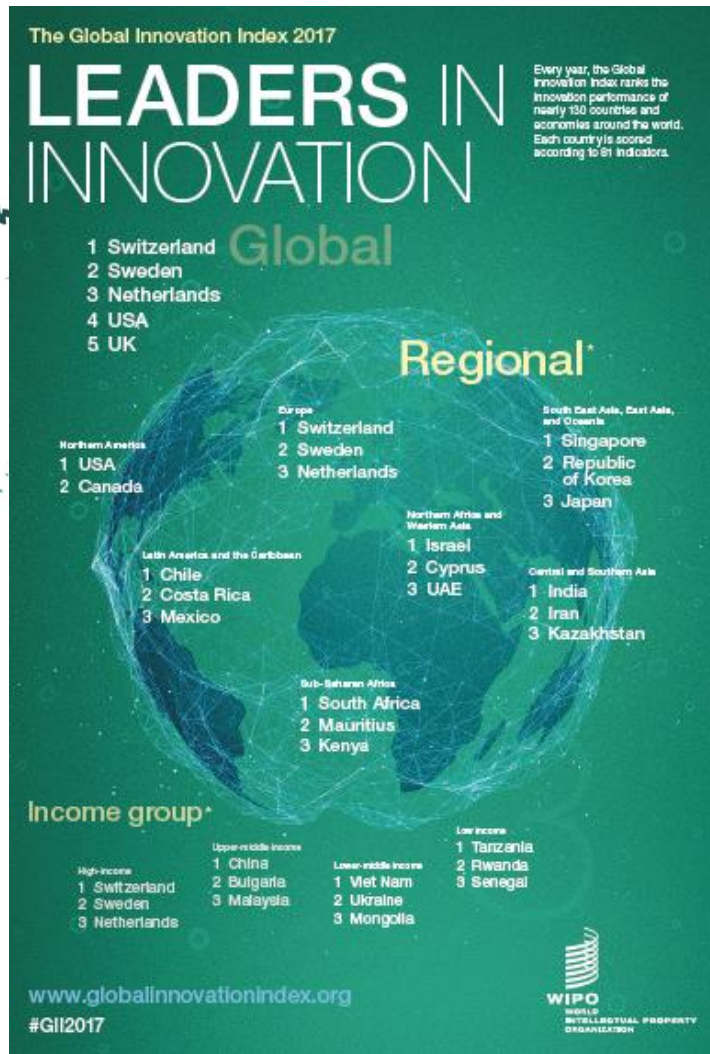 The Global Innovation Index 2017
LEADERS IN
INNOVATION
Every year, the Global
Innovation Index ranks the
innovation performance of
nearly 130 countries and
economies around the world.
Each country is scored
according to 81 indicators.
Global
1 Switzerland
2 Sweden
3 Netherlands
4 USA
5 UK
Regional*
Northern America
1 USA
2 Canada
Europe
1 Switzerland
2 Sweden
3 Netherlands
South East Asia, East Asia,
and Oceania
1 Singapore
2 Republic
of Korea
3 Japan
Northern Africa and
Western Asia
1 Israel
2 Cyprus
3 UAE
Latin America and the Caribbean
1 Chile
2 Costa Rica
3 Mexico
Central and Southern Asia
1 India
2 Iran
3 Kazakhstan
Sub-Saharan Africa
1 South Africa
2 Mauritius
3 Kenya
Income group*
High-income
1 Switzerland
2 Sweden
3 Netherlands
Upper-middle income
1 China
2 Bulgaria
3 Malaysia
Lower-middle income
1 Viet Nam
2 Ukraine
3 Mongolia
Low income
1 Tanzania
2 Rwanda
3 Senegal
www.globalinnovationindex.org
#GII2017
WIPO
WORLD
INTELLECTUAL PROPERTY
ORGANIZATION